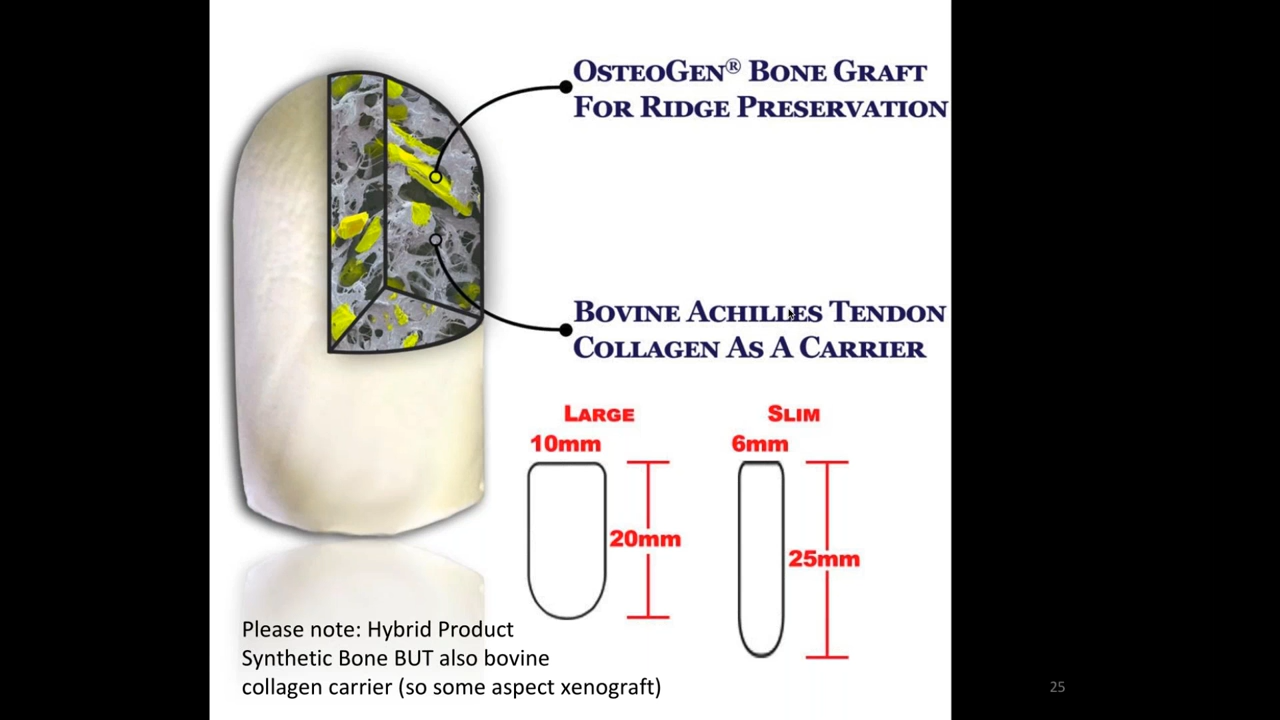 OsteoGen® Bone Graft
For Ridge Preservation
Bovine Achilles Tendon
Collagen As A Carrier
Large
10mm
20mm
Slim
6mm
25mm
Please note: Hybrid Product
Synthetic Bone BUT also bovine
collagen carrier (so some aspect xenograft)
25